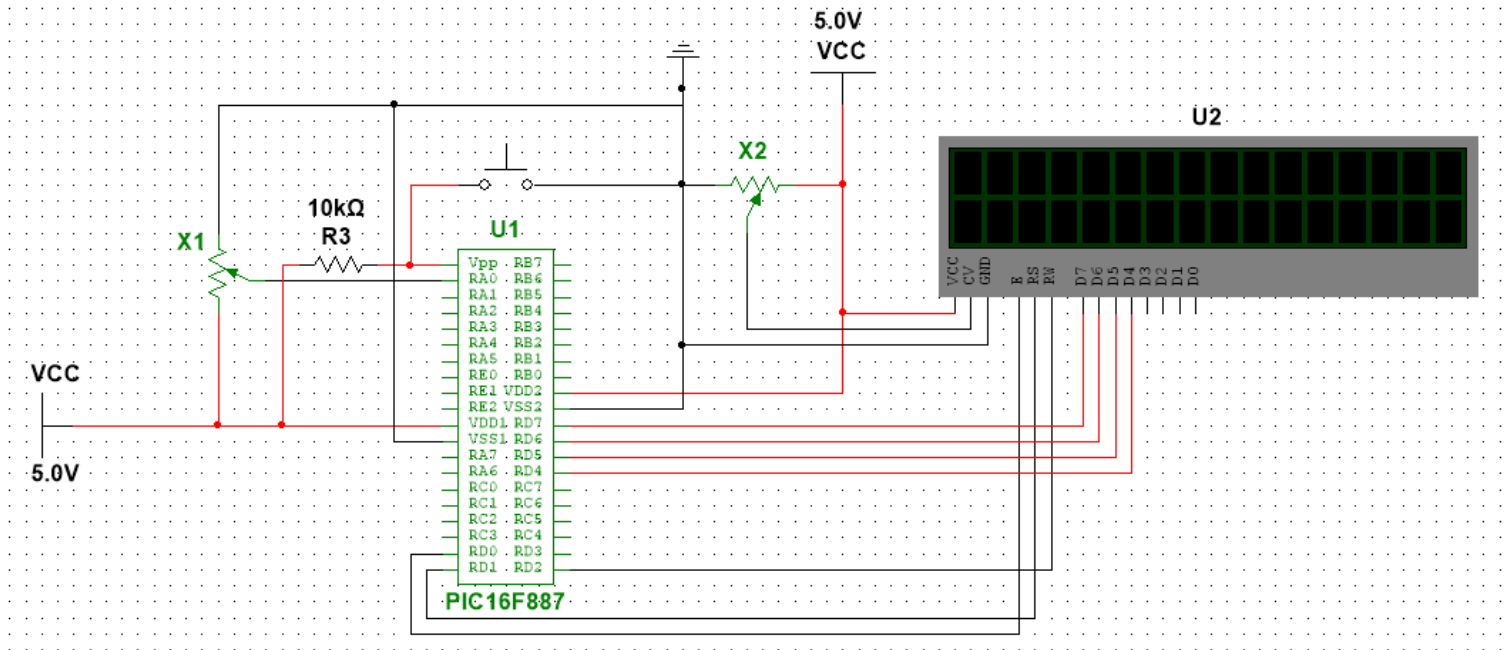 5.0V
VCC
U2
X2
10kΩ
R3
U1
X1
VCC CV GND E RS RW D7 D6 D5 D4 D3 D2 D1 D0
Vpp RB7
RA0 RB6
RA1 RB5
RA2 RB4
RA3 RB3
RA4 RB2
RA5 RB1
RE0 RB0
RE1 VDD2
RE2 VSS2
VDD1 RD7
VSS1 RD6
RA7 RD5
RA6 RD4
RC0 RC7
RC1 RC6
RC2 RC5
RC3 RC4
RD0 RD3
RD1 RD2
VCC
5.0V
PIC16F887